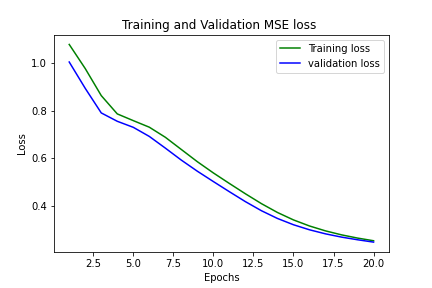 Training and Validation MSE loss
Training loss
validation loss
1.0
0.8
0.6
0.4
Loss
2.5 5.0 7.5 10.0 12.5 15.0 17.5 20.0
Epochs